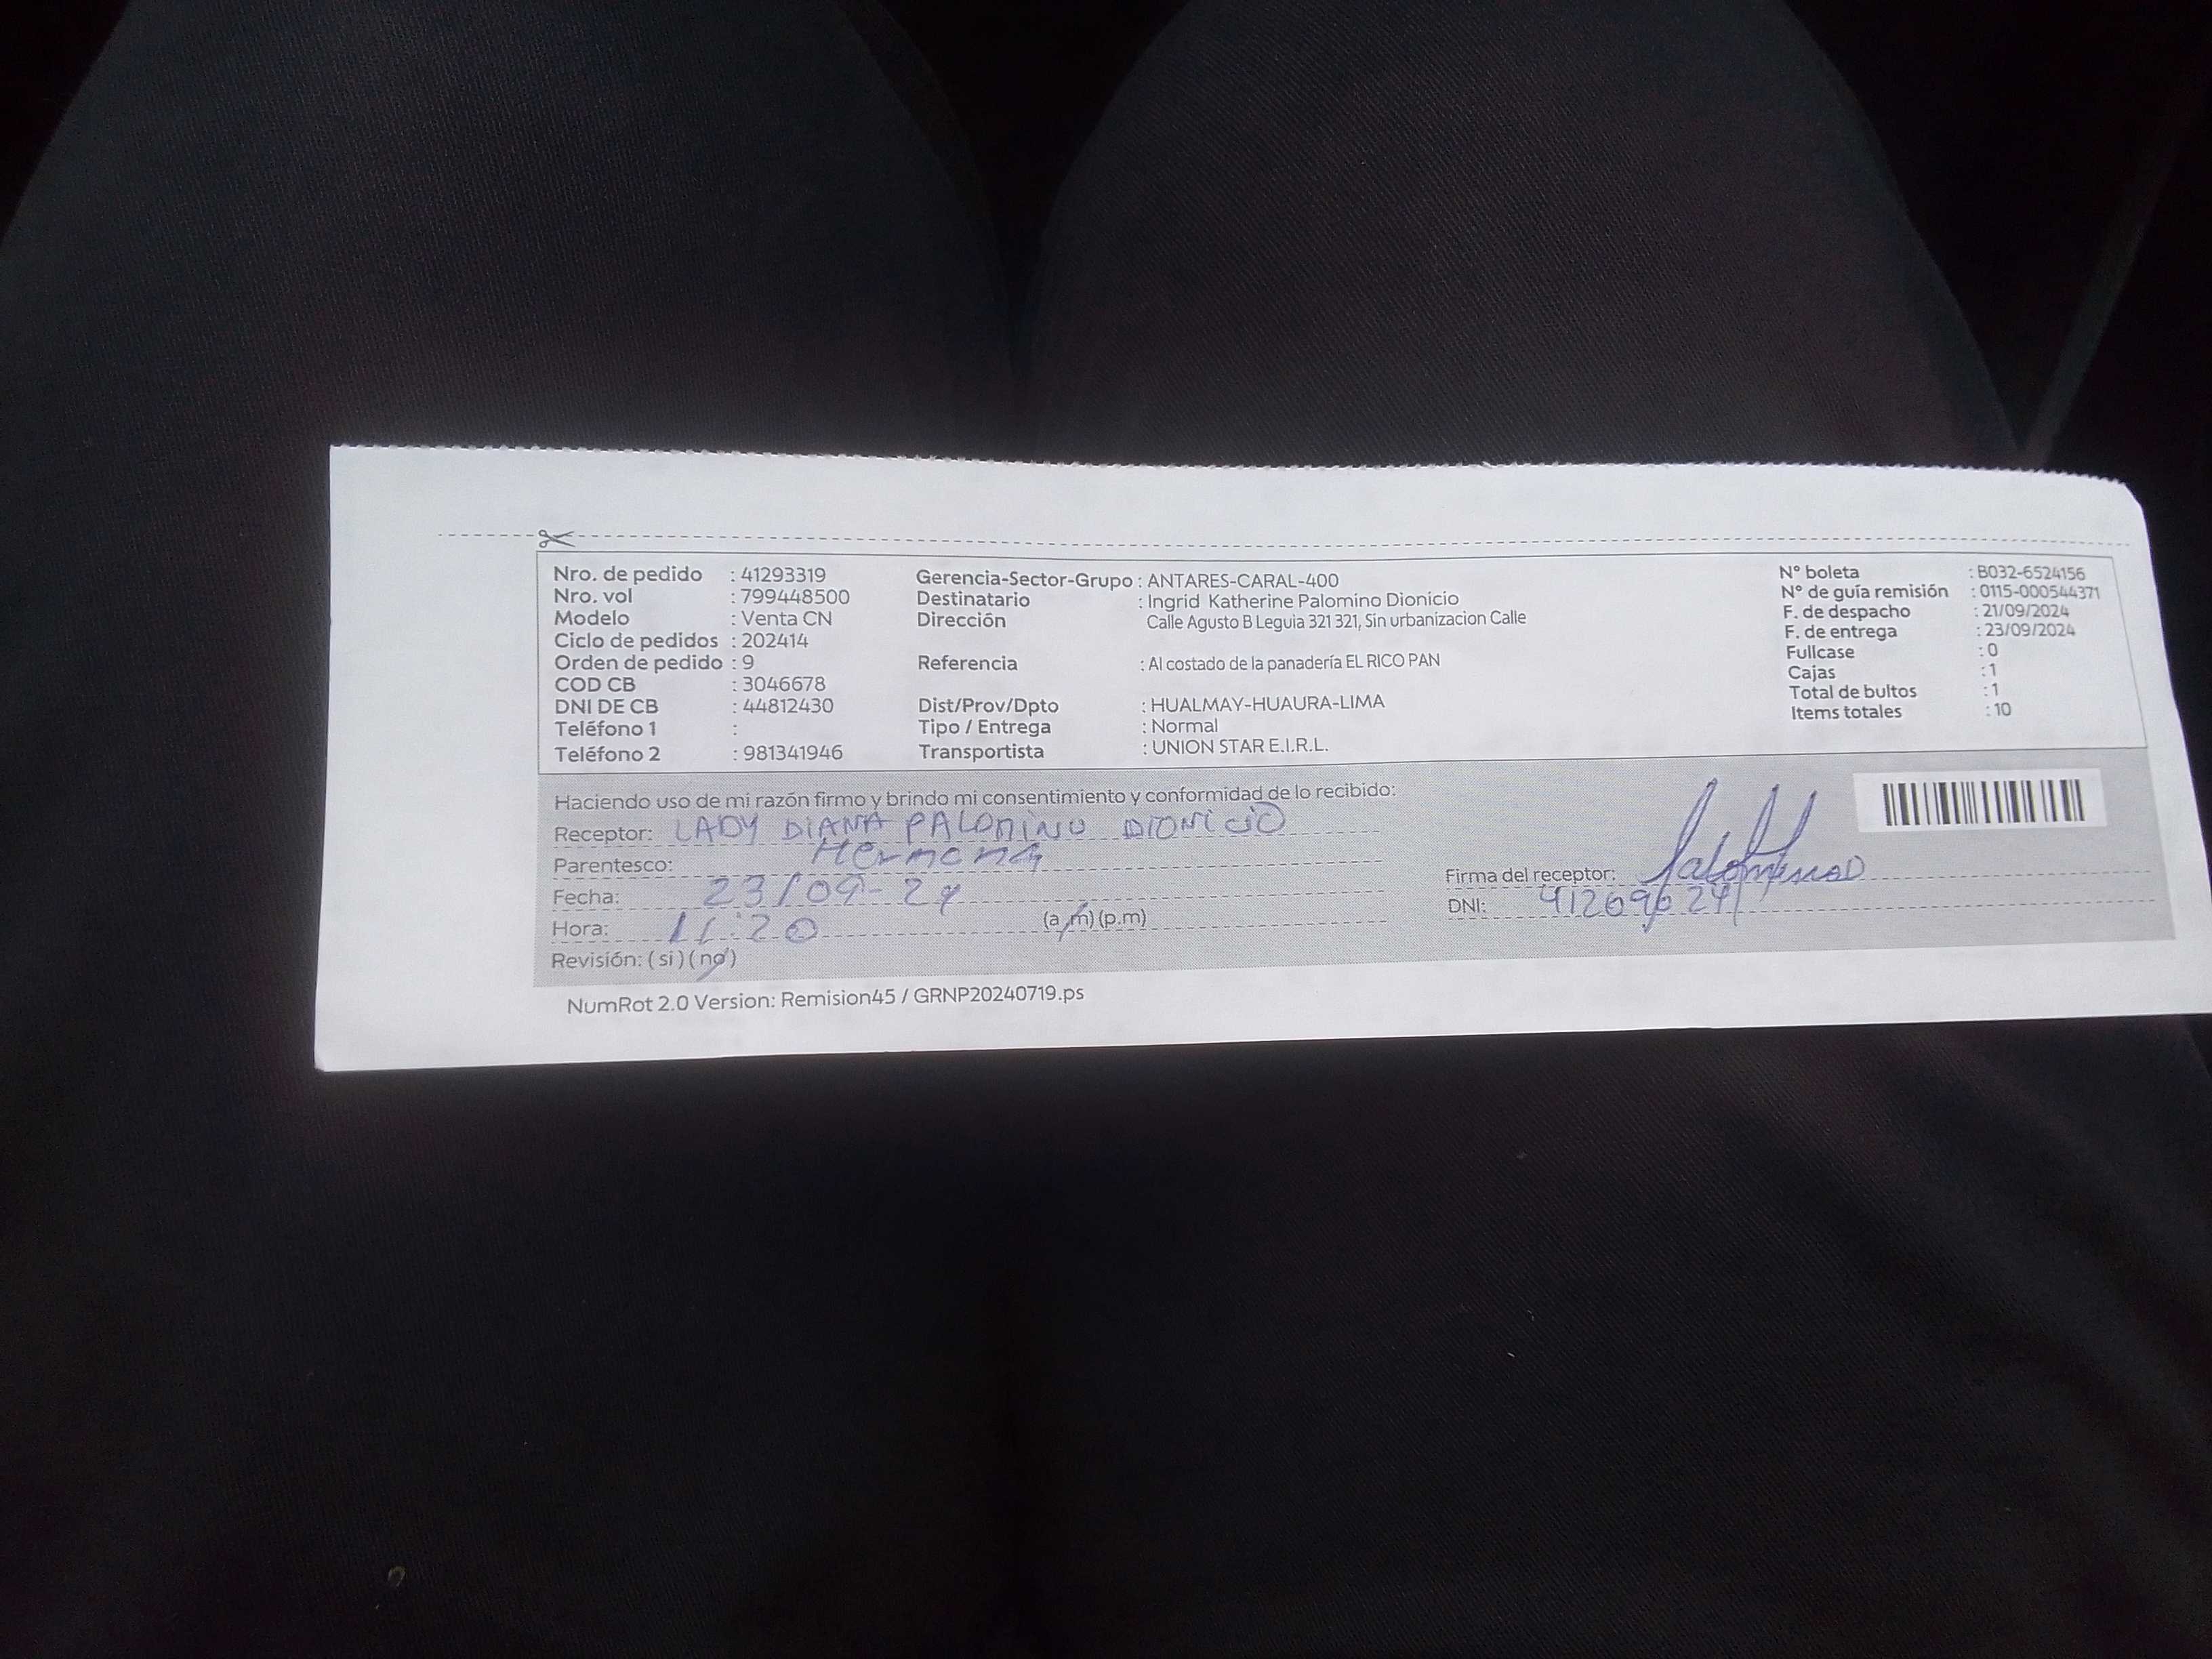 Nro. de pedido : 41293319
Nro. vol : 799448500
Modelo : Venta CN
Ciclo de pedidos : 202414
Orden de pedido : 9
COD CB : 3046678
DNI DE CB : 44812430
Teléfono 1 :
Teléfono 2 : 981341946
Gerencia-Sector-Grupo : ANTARES-CARAL-400
Destinatario : Ingrid Katherine Palomino Dionicio
Dirección Calle Agusto B Leguia 321 321, Sin urbanizacion Calle
Referencia : Al costado de la panadería EL RICO PAN
Dist/Prov/Dpto : HUALMAY-HUAURA-LIMA
Tipo / Entrega : Normal
Transportista : UNION STAR E.I.R.L.
N° boleta : B032-6524156
N° de guía remisión : 0115-000544371
F. de despacho : 21/09/2024
F. de entrega : 23/09/2024
Fullcase : 0
Cajas : 1
Total de bultos : 1
Items totales : 10
Haciendo uso de mi razón firmo y brindo mi consentimiento y conformidad de lo recibido:
Receptor: LADY DIANA PALOMINO DIONICIO
Parentesco: Hermana
Fecha: 23/09-24
Hora: 11:20 (a.m) (p.m)
Revisión: (si) (no)
Firma del receptor:
DNI:
NumRot 2.0 Version: Remision45 / GRNP20240719.ps